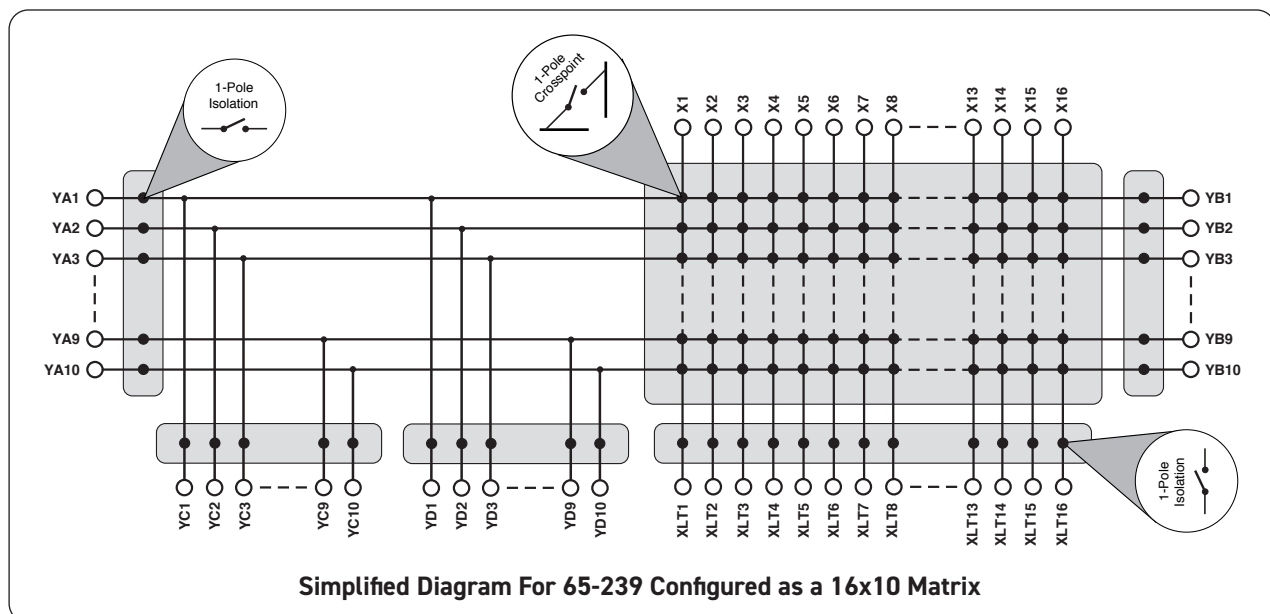 1-Pole
Isolation
1-Pole
Crosspoint
X1
X2
X3
X4
X5
X6
X7
X8
X13
X14
X15
X16
YA1
YA2
YA3
YA9
YA10
YB1
YB2
YB3
YB9
YB10
YC1
YC2
YC3
YC9
YC10
YD1
YD2
YD3
YD9
YD10
XLT1
XLT2
XLT3
XLT4
XLT5
XLT6
XLT7
XLT8
XLT13
XLT14
XLT15
XLT16
1-Pole
Isolation
Simplified Diagram For 65-239 Configured as a 16x10 Matrix